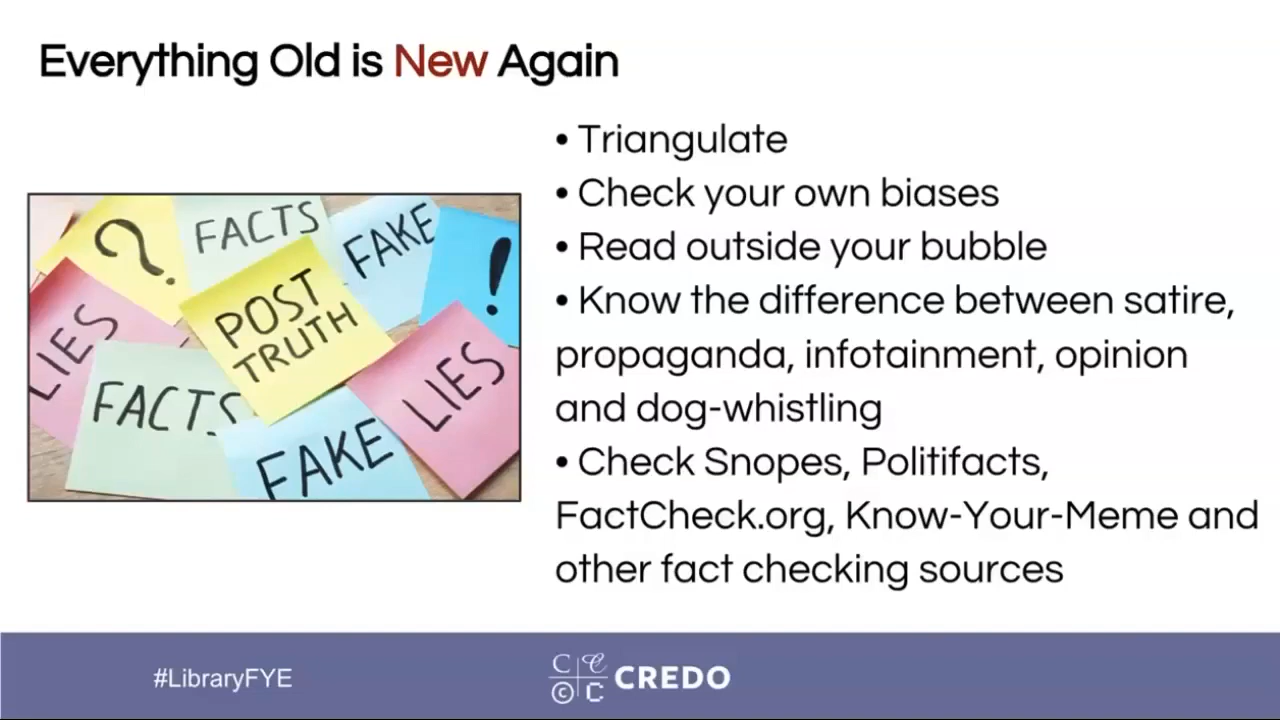 Everything Old is New Again
• Triangulate
• Check your own biases
• Read outside your bubble
• Know the difference between satire,
propaganda, infotainment, opinion
and dog-whistling
• Check Snopes, Politifacts,
FactCheck.org, Know-Your-Meme and
other fact checking sources
?
FACTS
FAKE
!
LIES
POST
TRUTH
FACTS
LIES
FAKE
#LibraryFYE
C C
© C
CREDO